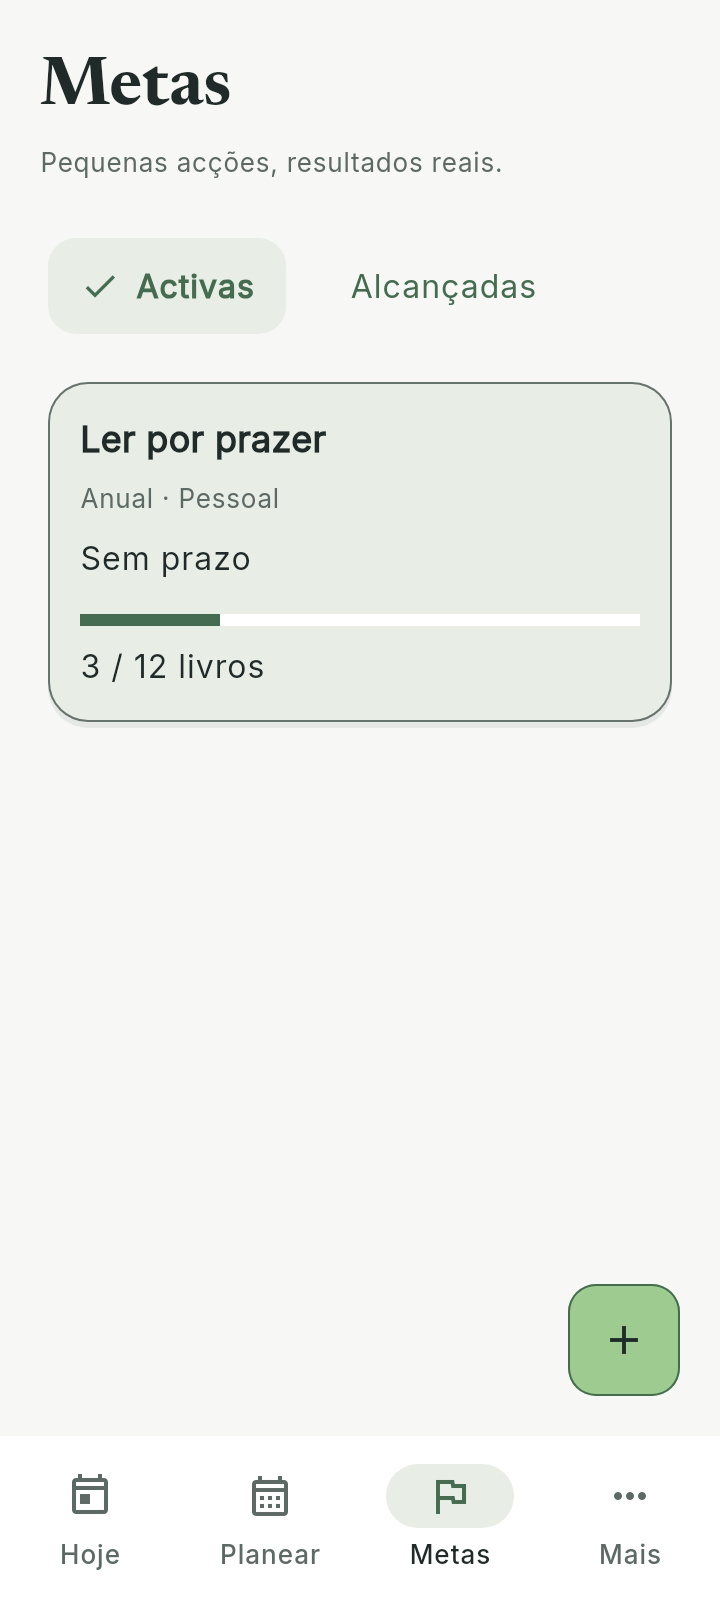 Metas
Pequenas acções, resultados reais.
Activas
Alcançadas
Ler por prazer
Anual · Pessoal
Sem prazo
3 / 12 livros
Hoje
Planear
Metas
Mais